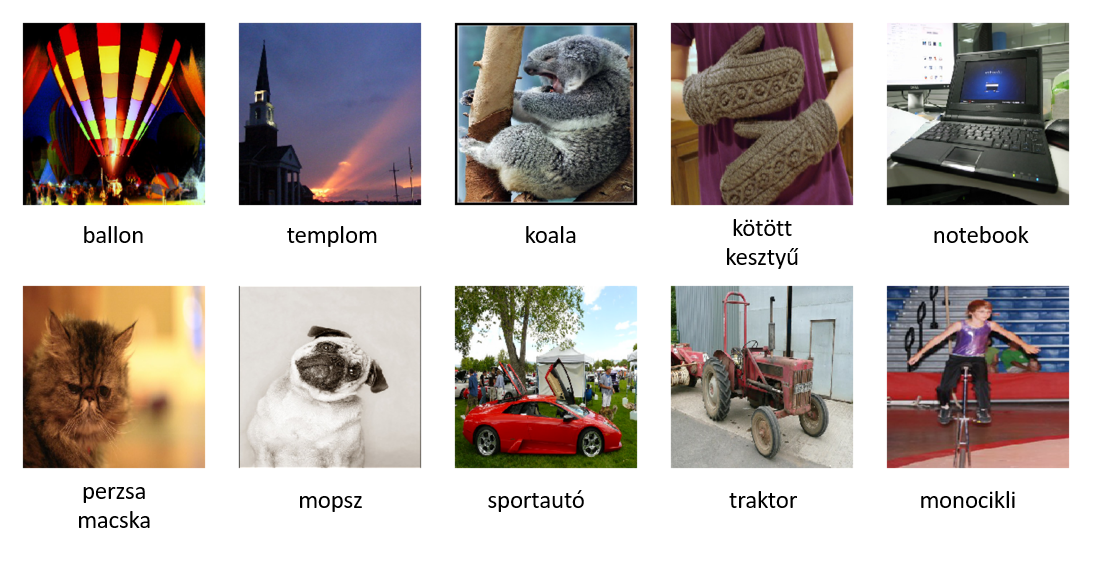 ballon
templom
koala
kötött
kesztyű
notebook
perzsa
macska
mopsz
sportautó
traktor
monocikli